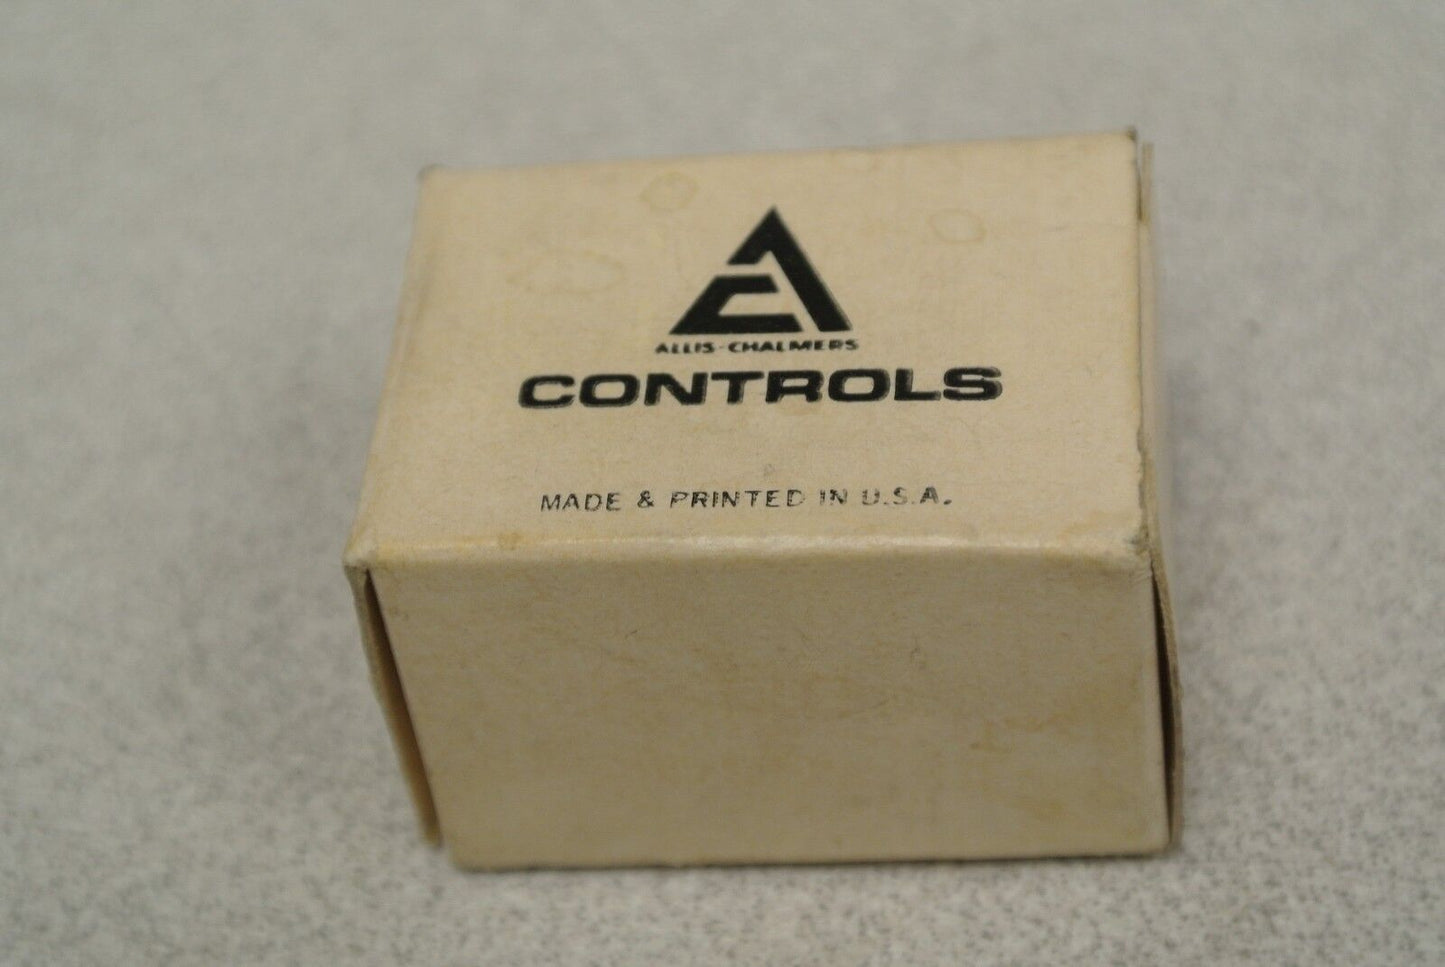 ALLIS-CHALMERS
CONTROLS
MADE & PRINTED IN U.S.A.